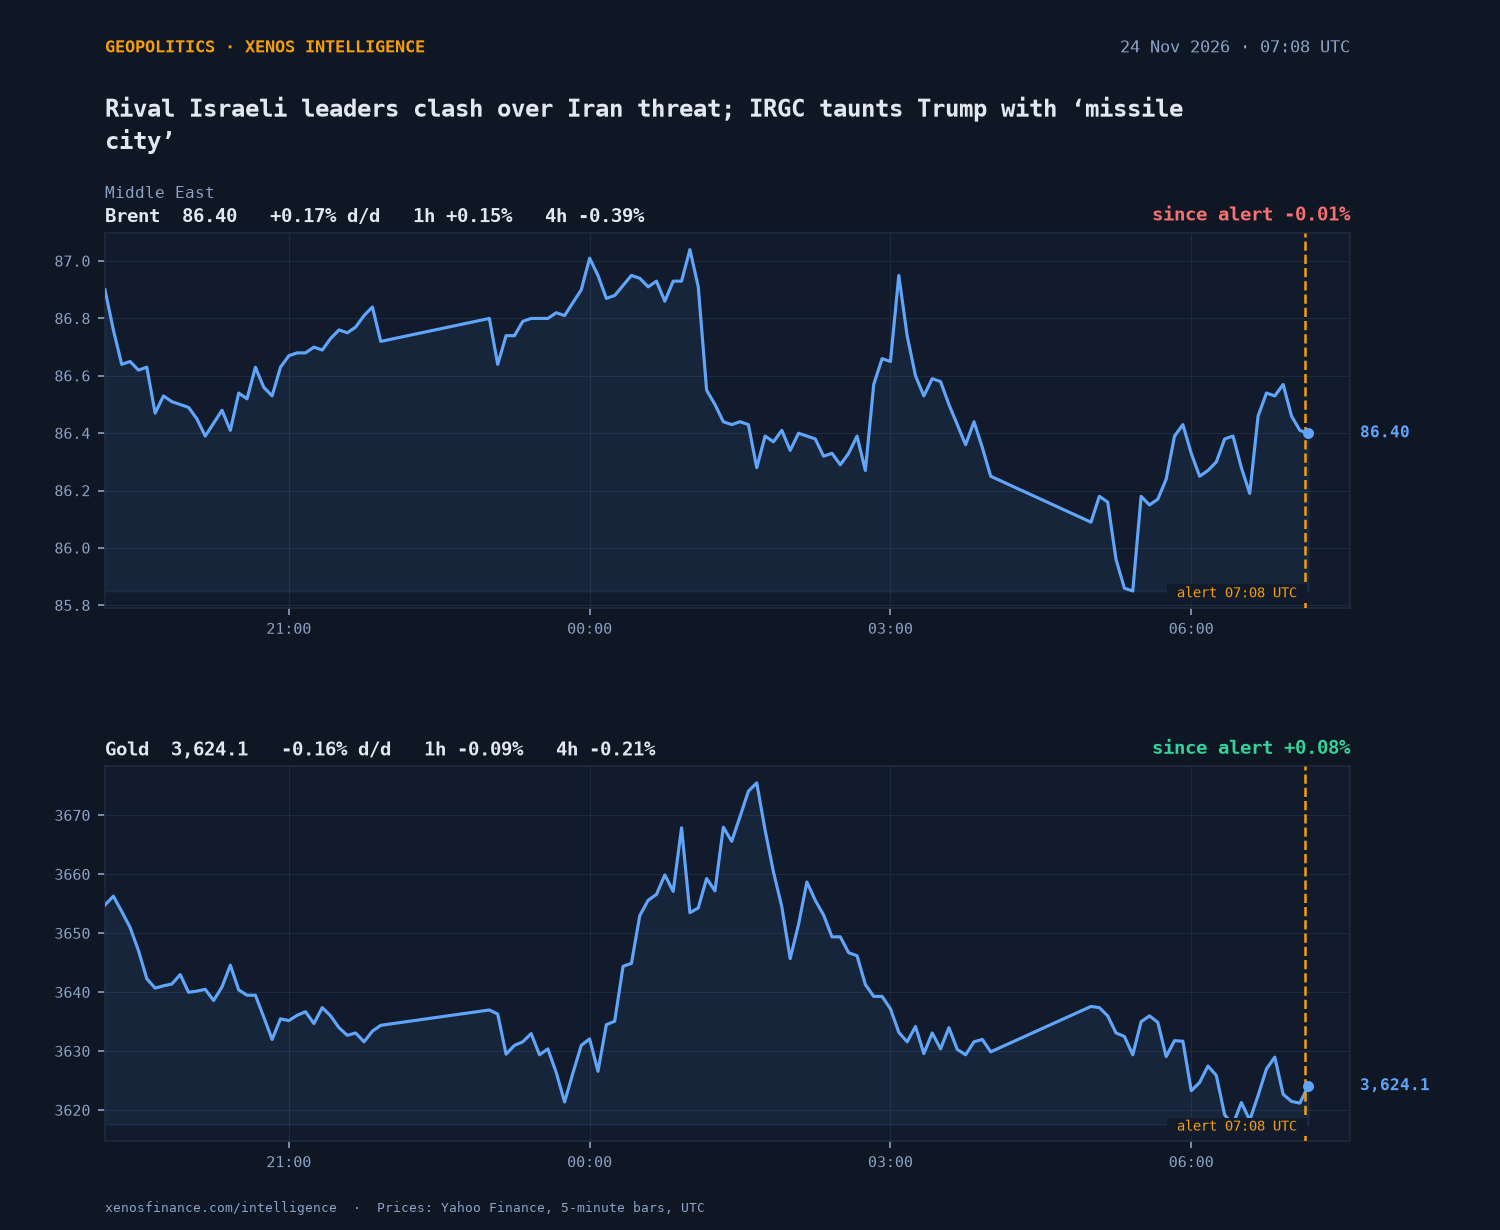 GEOPOLITICS · XENOS INTELLIGENCE
24 Nov 2026 · 07:08 UTC
Rival Israeli leaders clash over Iran threat; IRGC taunts Trump with ‘missile
city’
Middle East
Brent  86.40   +0.17% d/d   1h +0.15%   4h -0.39%
since alert -0.01%
87.0
86.8
86.6
86.4
86.2
86.0
85.8
86.40
alert 07:08 UTC
21:00
00:00
03:00
06:00
Gold  3,624.1   -0.16% d/d   1h -0.09%   4h -0.21%
since alert +0.08%
3670
3660
3650
3640
3630
3620
3,624.1
alert 07:08 UTC
21:00
00:00
03:00
06:00
xenosfinance.com/intelligence  ·  Prices: Yahoo Finance, 5-minute bars, UTC